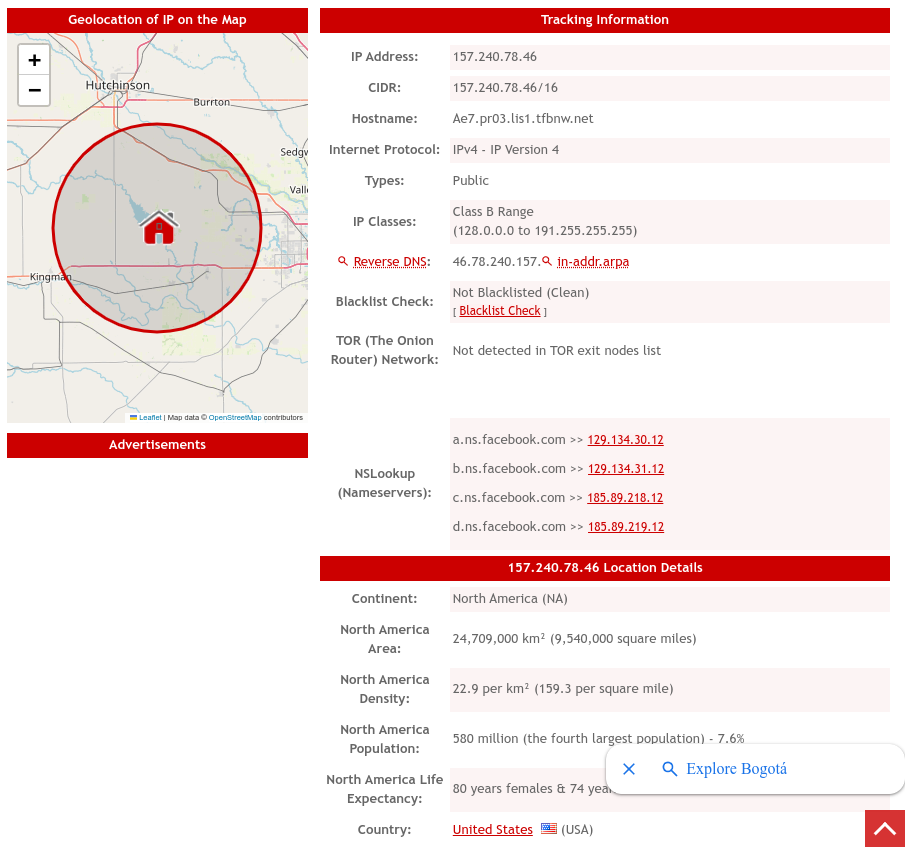 Geolocation of IP on the Map
+
−
Hutchinson
Burrton
Sedgw
Valle
Kingman
Leaflet | Map data © OpenStreetMap contributors
Advertisements
Tracking Information
IP Address: 157.240.78.46
CIDR: 157.240.78.46/16
Hostname: Ae7.pr03.lis1.tfbnw.net
Internet Protocol: IPv4 - IP Version 4
Types: Public
IP Classes: Class B Range
(128.0.0.0 to 191.255.255.255)
Reverse DNS: 46.78.240.157. in-addr.arpa
Blacklist Check: Not Blacklisted (Clean)
[ Blacklist Check ]
TOR (The Onion
Router) Network: Not detected in TOR exit nodes list
NSLookup
(Nameservers):
a.ns.facebook.com >> 129.134.30.12
b.ns.facebook.com >> 129.134.31.12
c.ns.facebook.com >> 185.89.218.12
d.ns.facebook.com >> 185.89.219.12
157.240.78.46 Location Details
Continent: North America (NA)
North America
Area: 24,709,000 km² (9,540,000 square miles)
North America
Density: 22.9 per km² (159.3 per square mile)
North America
Population: 580 million (the fourth largest population) - 7.6%
Explore Bogotá
North America Life
Expectancy: 80 years females & 74 year
Country: United States (USA)